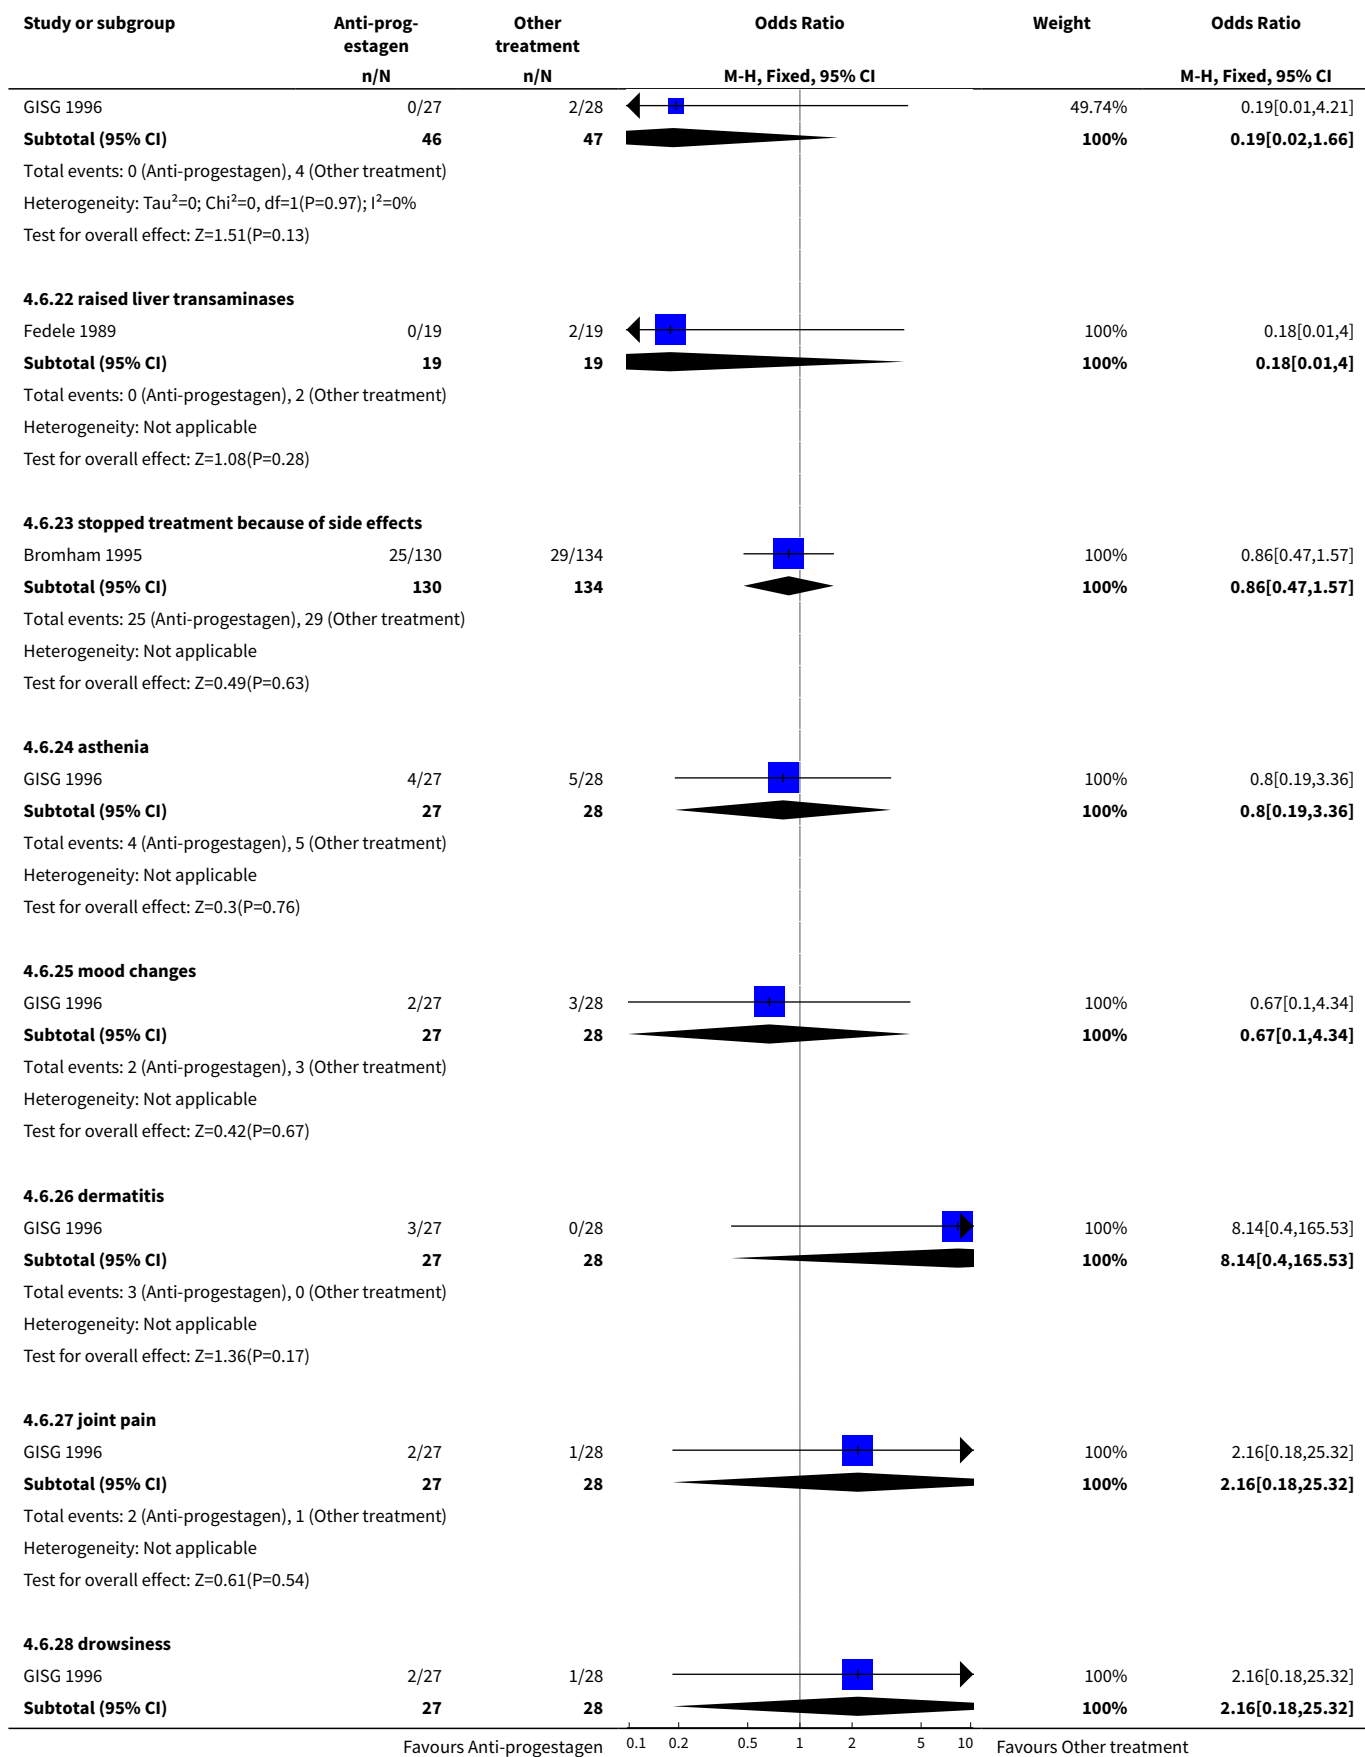 Study or subgroup Anti-prog- Other Odds Ratio Weight Odds Ratio
estagen treatment
n/N n/N M-H, Fixed, 95% CI M-H, Fixed, 95% CI
GISG 1996 0/27 2/28 49.74% 0.19[0.01,4.21]
Subtotal (95% CI) 46 47 100% 0.19[0.02,1.66]
Total events: 0 (Anti-progestagen), 4 (Other treatment)
Heterogeneity: Tau²=0; Chi²=0, df=1(P=0.97); I²=0%
Test for overall effect: Z=1.51(P=0.13)
4.6.22 raised liver transaminases
Fedele 1989 0/19 2/19 100% 0.18[0.01,4]
Subtotal (95% CI) 19 19 100% 0.18[0.01,4]
Total events: 0 (Anti-progestagen), 2 (Other treatment)
Heterogeneity: Not applicable
Test for overall effect: Z=1.08(P=0.28)
4.6.23 stopped treatment because of side effects
Bromham 1995 25/130 29/134 100% 0.86[0.47,1.57]
Subtotal (95% CI) 130 134 100% 0.86[0.47,1.57]
Total events: 25 (Anti-progestagen), 29 (Other treatment)
Heterogeneity: Not applicable
Test for overall effect: Z=0.49(P=0.63)
4.6.24 asthenia
GISG 1996 4/27 5/28 100% 0.8[0.19,3.36]
Subtotal (95% CI) 27 28 100% 0.8[0.19,3.36]
Total events: 4 (Anti-progestagen), 5 (Other treatment)
Heterogeneity: Not applicable
Test for overall effect: Z=0.3(P=0.76)
4.6.25 mood changes
GISG 1996 2/27 3/28 100% 0.67[0.1,4.34]
Subtotal (95% CI) 27 28 100% 0.67[0.1,4.34]
Total events: 2 (Anti-progestagen), 3 (Other treatment)
Heterogeneity: Not applicable
Test for overall effect: Z=0.42(P=0.67)
4.6.26 dermatitis
GISG 1996 3/27 0/28 100% 8.14[0.4,165.53]
Subtotal (95% CI) 27 28 100% 8.14[0.4,165.53]
Total events: 3 (Anti-progestagen), 0 (Other treatment)
Heterogeneity: Not applicable
Test for overall effect: Z=1.36(P=0.17)
4.6.27 joint pain
GISG 1996 2/27 1/28 100% 2.16[0.18,25.32]
Subtotal (95% CI) 27 28 100% 2.16[0.18,25.32]
Total events: 2 (Anti-progestagen), 1 (Other treatment)
Heterogeneity: Not applicable
Test for overall effect: Z=0.61(P=0.54)
4.6.28 drowsiness
GISG 1996 2/27 1/28 100% 2.16[0.18,25.32]
Subtotal (95% CI) 27 28 100% 2.16[0.18,25.32]
Favours Anti-progestagen 0.1 0.2 0.5 1 2 5 10 Favours Other treatment